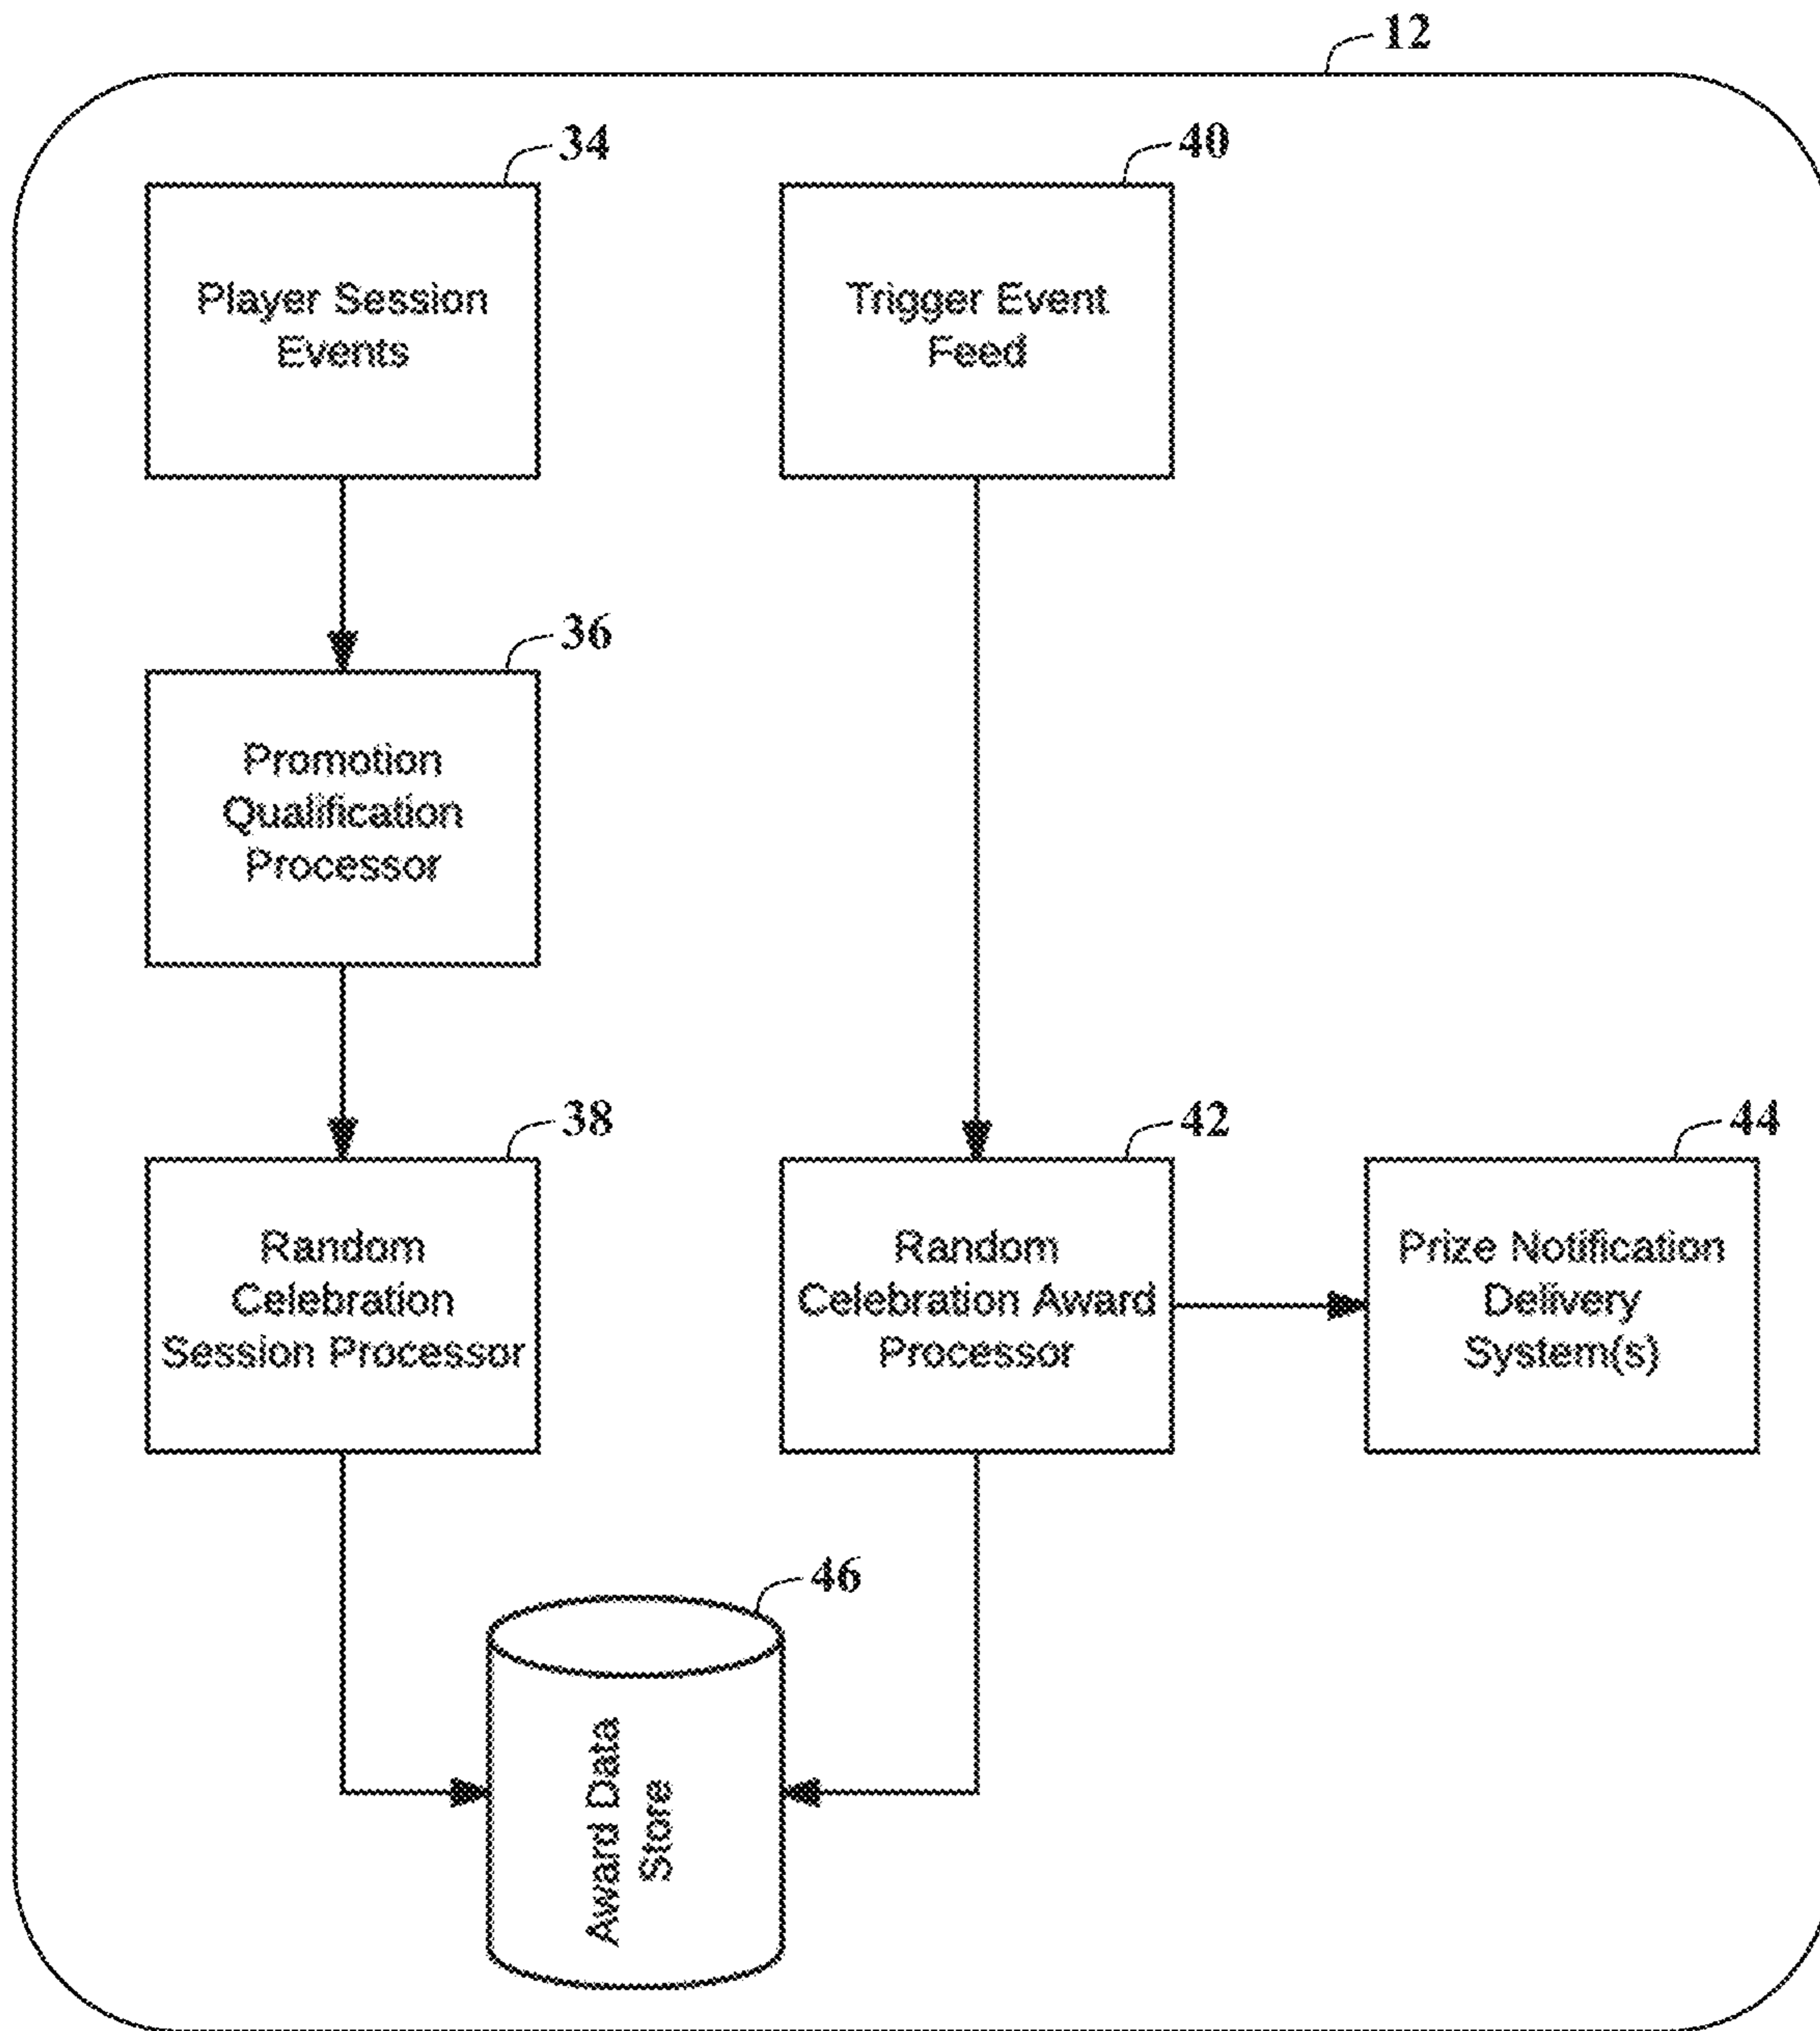 12
34
Player Session
Events
40
Trigger Event
Feed
36
Promotion
Qualification
Processor
38
Random
Celebration
Session Processor
42
Random
Celebration Award
Processor
44
Prize Notification
Delivery
System(s)
46
Award Data
Store